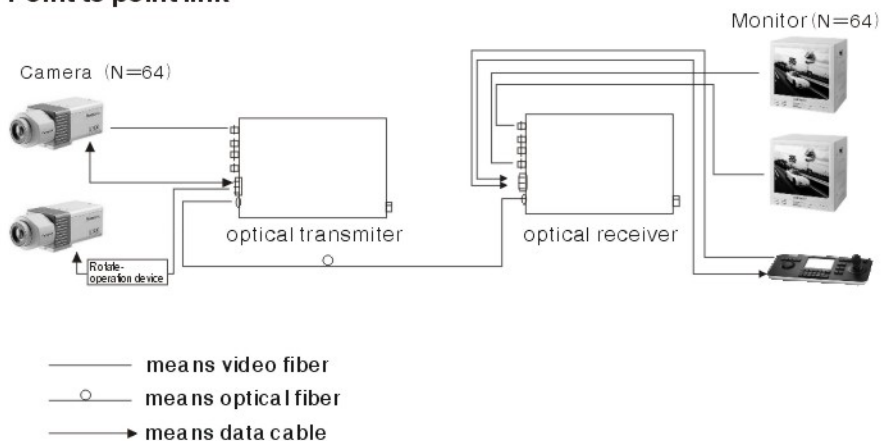 Point to point link
Monitor (N=64)
Camera (N=64)
optical transmiter
optical receiver
Rotate-
operation device
means video fiber
means optical fiber
means data cable